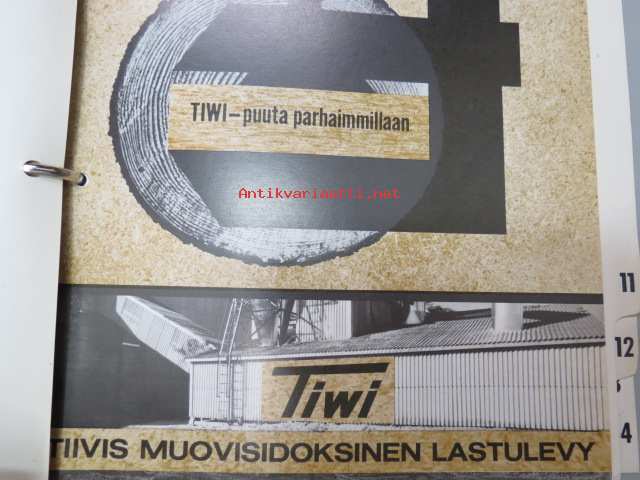 TIWI–puuta parhaimmillaan
Antikvariaatti.net
11
Tiwi
12
TIIVIS MUOVISIDOKSINEN LASTULEVY
4